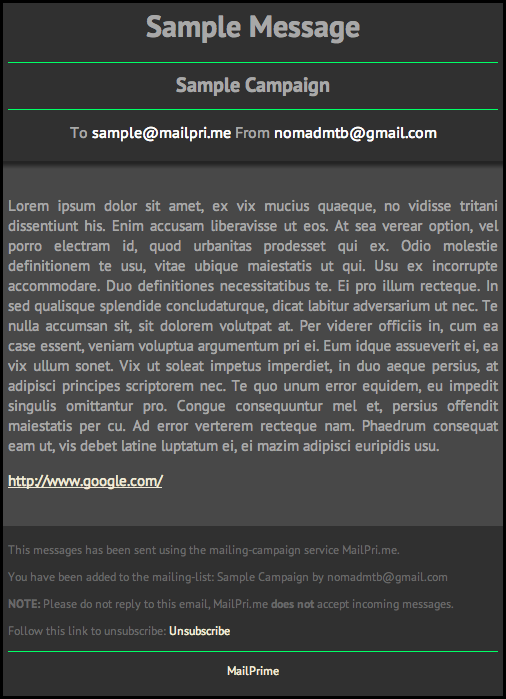 Sample Message
Sample Campaign
To sample@mailpri.me From nomadmtb@gmail.com
Lorem ipsum dolor sit amet, ex vix mucius quaeque, no vidisse tritani
dissentiunt his. Enim accusam liberavisse ut eos. At sea verear option, vel
porro electram id, quod urbanitas prodesset qui ex. Odio molestie
definitionem te usu, vitae ubique maiestatis ut qui. Usu ex incorrupte
accommodare. Duo definitiones necessitatibus te. Ei pro illum recteque. In
sed qualisque splendide concludaturque, dicat labitur adversarium ut nec. Te
nulla accumsan sit, sit dolorem volutpat at. Per viderer officiis in, cum ea
case essent, veniam voluptua argumentum pri ei. Eum idque assueverit ei, ea
vix ullum sonet. Vix ut soleat impetus imperdiet, in duo aeque persius, at
adipisci principes scriptorem nec. Te quo unum error equidem, eu impedit
singulis omittantur pro. Congue consequuntur mel et, persius offendit
maiestatis per cu. Ad error verterem recteque nam. Phaedrum consequat
eam ut, vis debet latine luptatum ei, ei mazim adipisci euripidis usu.
http://www.google.com/
This messages has been sent using the mailing-campaign service MailPri.me.
You have been added to the mailing-list: Sample Campaign by nomadmtb@gmail.com
NOTE: Please do not reply to this email, MailPri.me does not accept incoming messages.
Follow this link to unsubscribe: Unsubscribe
MailPrime